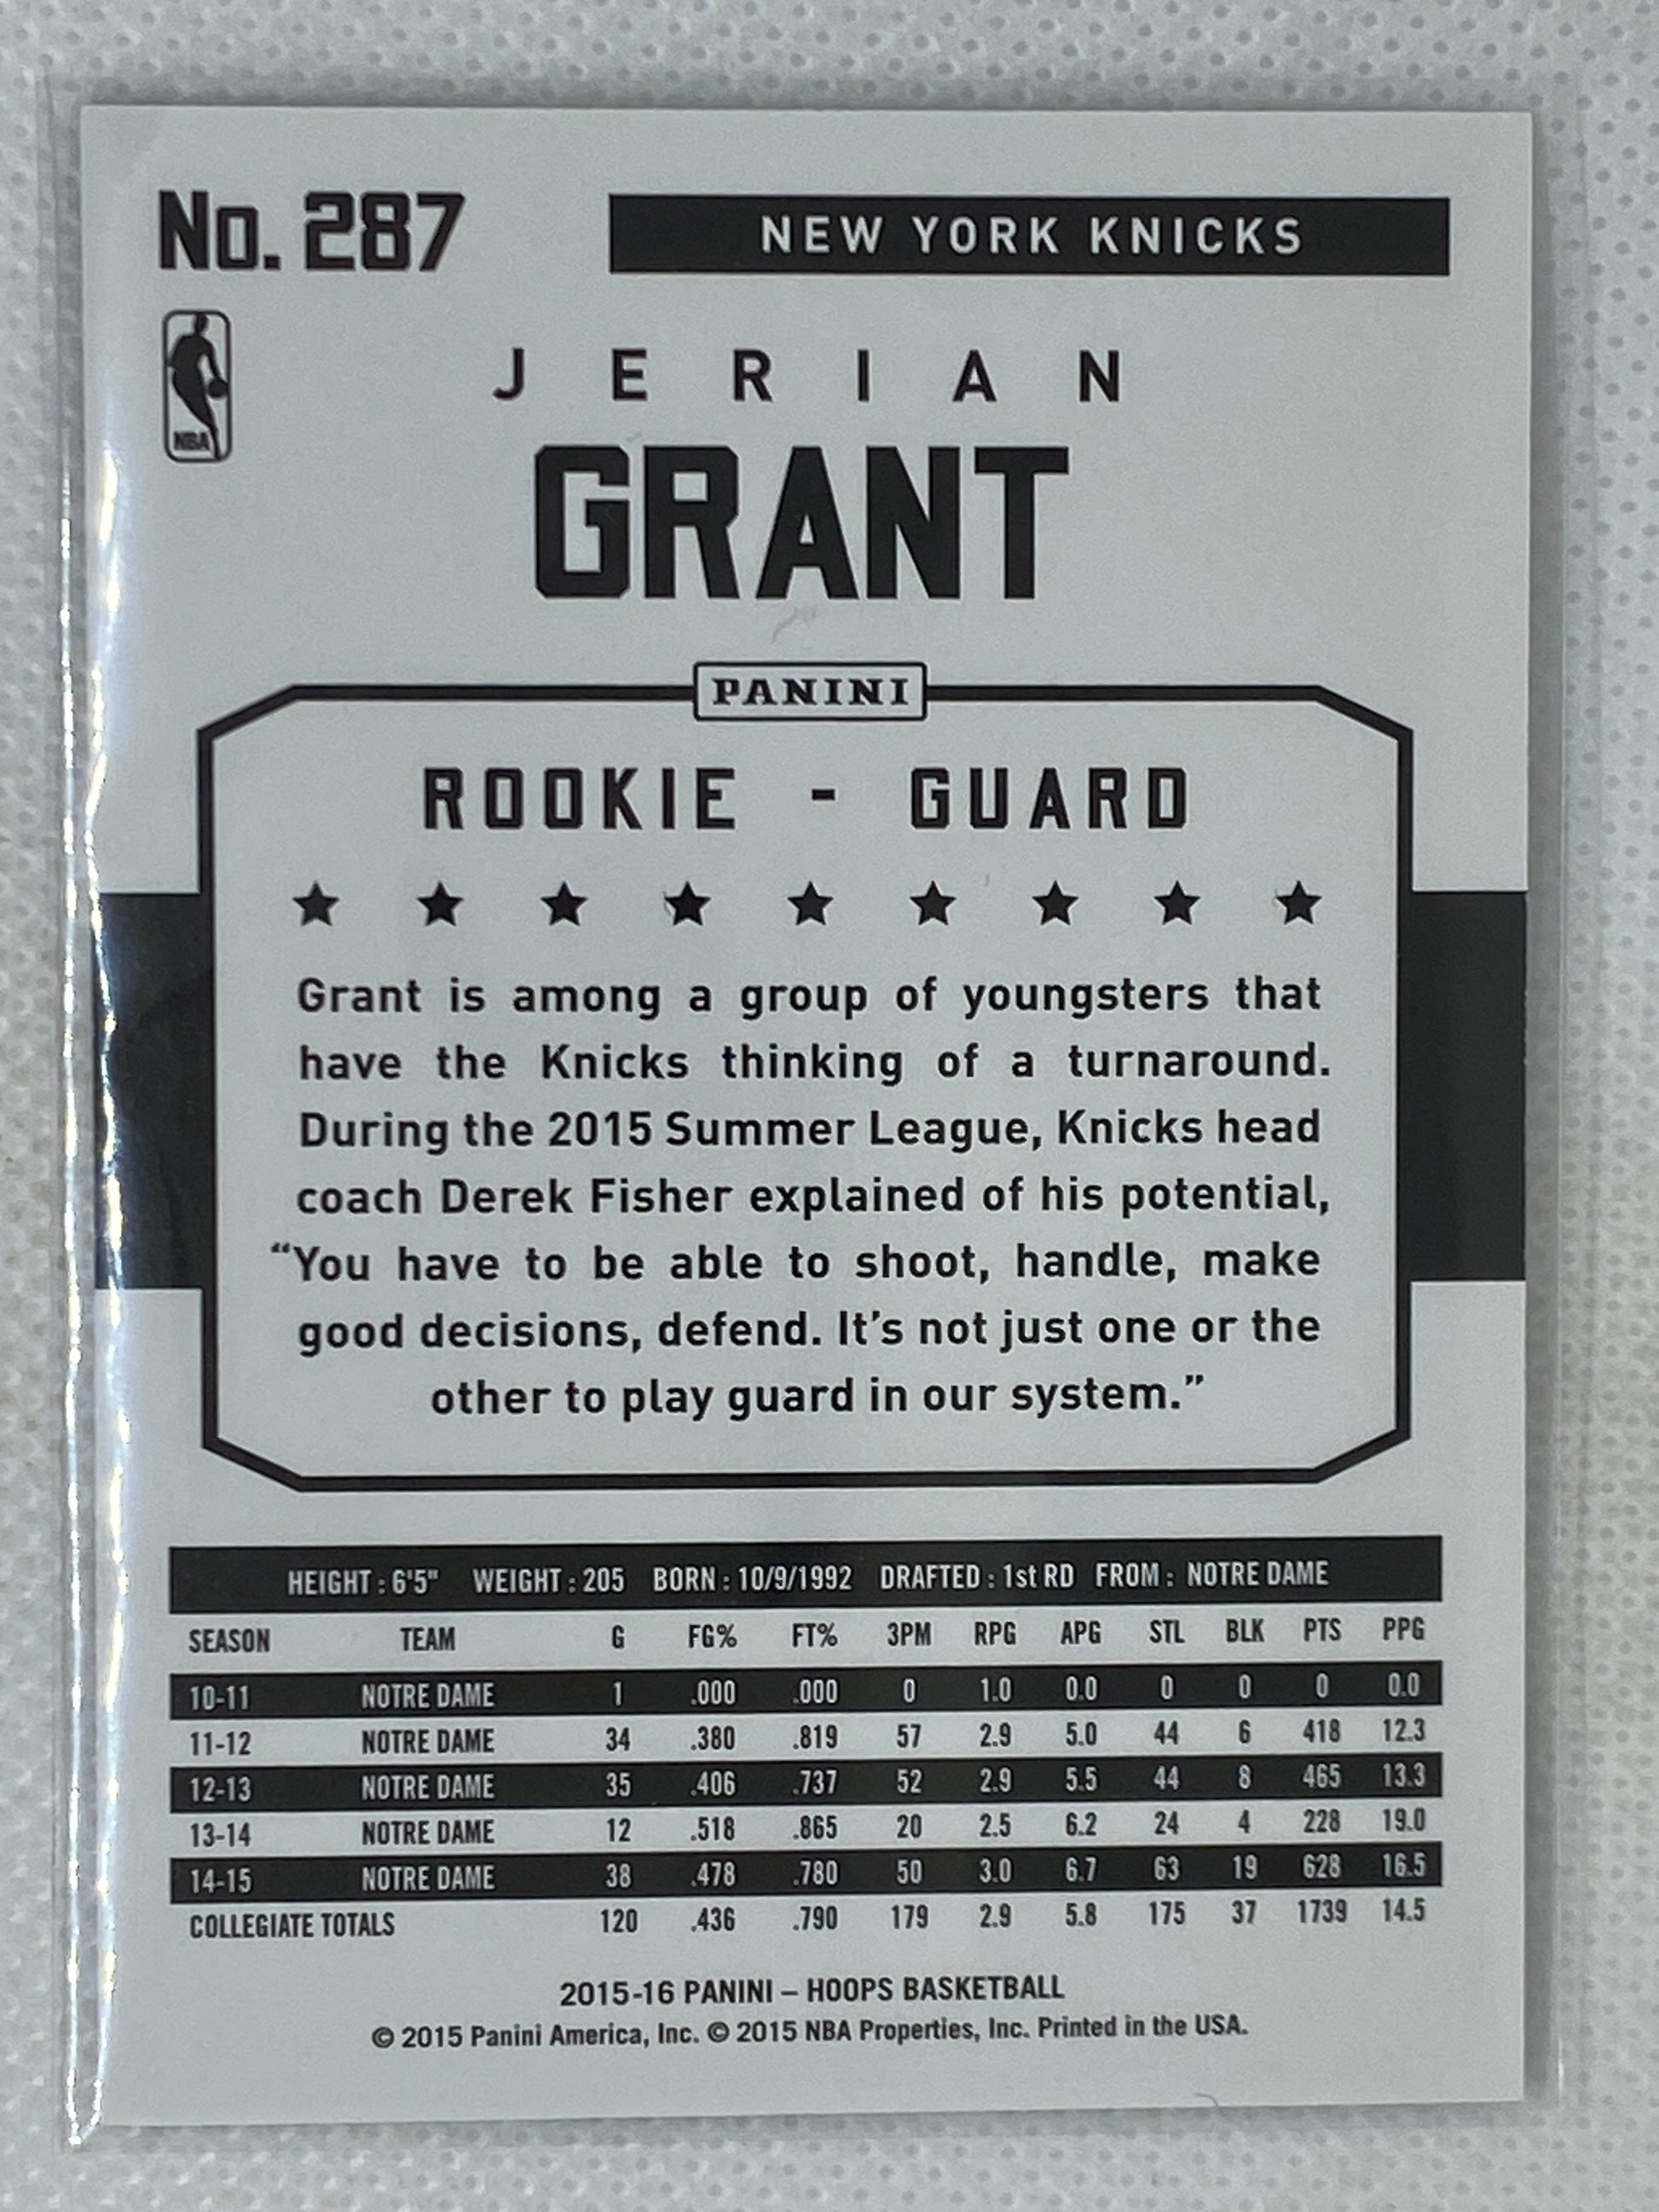 No. 287
NEW YORK KNICKS
NBA
JERIAN
GRANT
PANINI
ROOKIE - GUARD
Grant is among a group of youngsters that
have the Knicks thinking of a turnaround.
During the 2015 Summer League, Knicks head
coach Derek Fisher explained of his potential,
“You have to be able to shoot, handle, make
good decisions, defend. It’s not just one or the
other to play guard in our system.”
HEIGHT : 6'5" WEIGHT : 205 BORN : 10/9/1992 DRAFTED : 1st RD FROM : NOTRE DAME
SEASON TEAM G FG% FT% 3PM RPG APG STL BLK PTS PPG
10-11 NOTRE DAME 1 .000 .000 0 1.0 0.0 0 0 0 0.0
11-12 NOTRE DAME 34 .380 .819 57 2.9 5.0 44 6 418 12.3
12-13 NOTRE DAME 35 .406 .737 52 2.9 5.5 44 8 465 13.3
13-14 NOTRE DAME 12 .518 .865 20 2.5 6.2 24 4 228 19.0
14-15 NOTRE DAME 38 .478 .780 50 3.0 6.7 63 19 628 16.5
COLLEGIATE TOTALS 120 .436 .790 179 2.9 5.8 175 37 1739 14.5
2015-16 PANINI – HOOPS BASKETBALL
© 2015 Panini America, Inc. © 2015 NBA Properties, Inc. Printed in the USA.